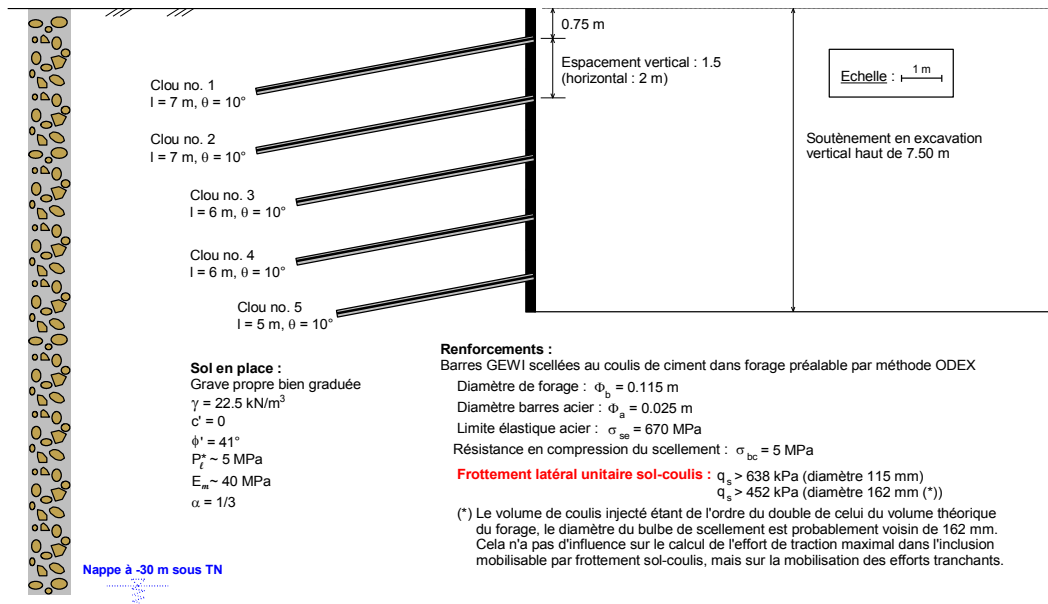 0.75 m
Espacement vertical : 1.5
(horizontal : 2 m)
Echelle : 1 m
Clou no. 1
l = 7 m, θ = 10°
Clou no. 2
l = 7 m, θ = 10°
Soutènement en excavation
vertical haut de 7.50 m
Clou no. 3
l = 6 m, θ = 10°
Clou no. 4
l = 6 m, θ = 10°
Clou no. 5
l = 5 m, θ = 10°
Sol en place :
Grave propre bien graduée
γ = 22.5 kN/m³
c' = 0
ϕ' = 41°
Pℓ* ~ 5 MPa
Em ~ 40 MPa
α = 1/3
Nappe à -30 m sous TN
Renforcements :
Barres GEWI scellées au coulis de ciment dans forage préalable par méthode ODEX
Diamètre de forage : Φb = 0.115 m
Diamètre barres acier : Φa = 0.025 m
Limite élastique acier : σse = 670 MPa
Résistance en compression du scellement : σbc = 5 MPa
Frottement latéral unitaire sol-coulis : qs > 638 kPa (diamètre 115 mm)
qs > 452 kPa (diamètre 162 mm (*))
(*) Le volume de coulis injecté étant de l'ordre du double de celui du volume théorique
du forage, le diamètre du bulbe de scellement est probablement voisin de 162 mm.
Cela n'a pas d'influence sur le calcul de l'effort de traction maximal dans l'inclusion
mobilisable par frottement sol-coulis, mais sur la mobilisation des efforts tranchants.